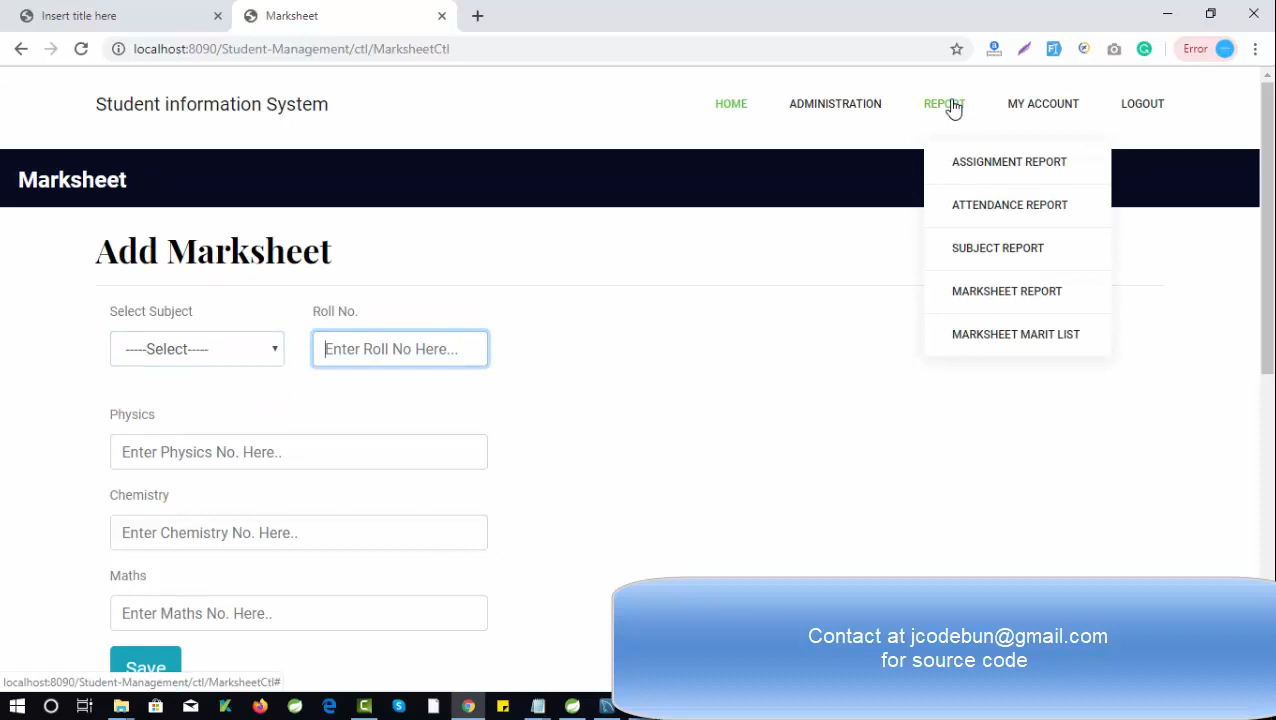 Insert title here
Marksheet
localhost:8090/Student-Management/ctl/MarksheetCtl
Error
Student information System
HOME
ADMINISTRATION
REPORT
MY ACCOUNT
LOGOUT
ASSIGNMENT REPORT
ATTENDANCE REPORT
SUBJECT REPORT
MARKSHEET REPORT
MARKSHEET MARIT LIST
Marksheet
Add Marksheet
Select Subject
Roll No.
-----Select-----
Enter Roll No Here...
Physics
Enter Physics No. Here..
Chemistry
Enter Chemistry No. Here..
Maths
Enter Maths No. Here..
Save
Contact at jcodebun@gmail.com
for source code
localhost:8090/Student-Management/ctl/MarksheetCtl#